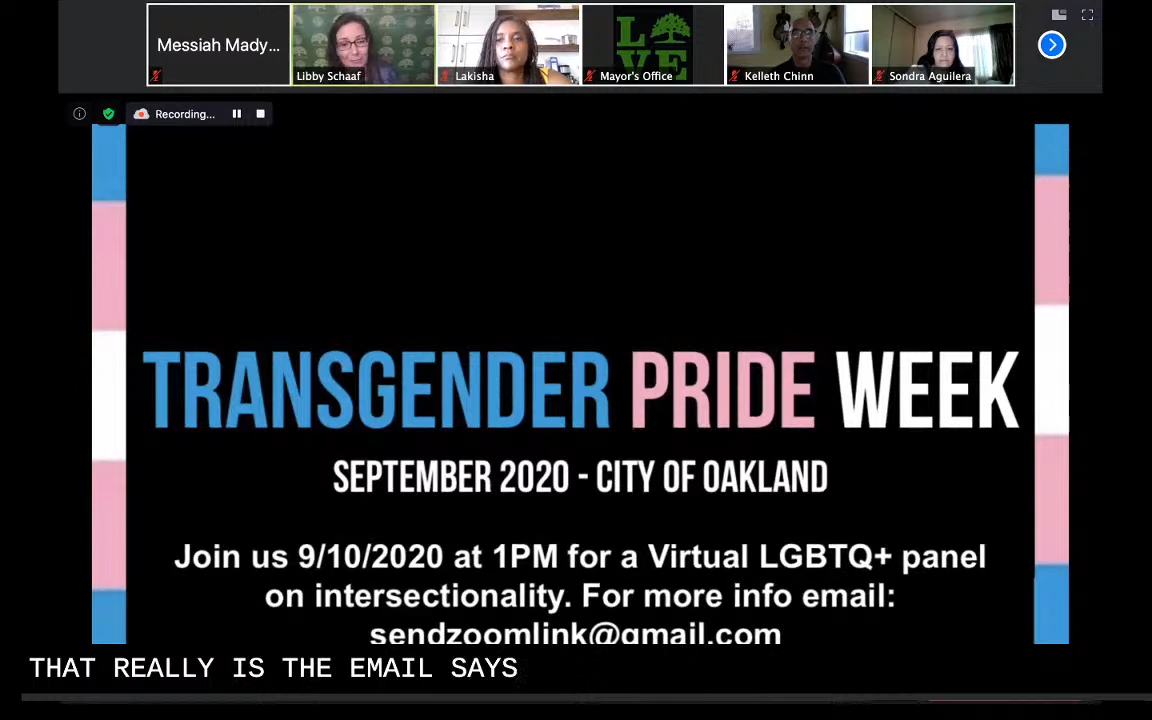 Messiah Mady...
Libby Schaaf
Lakisha
LOVE
Mayor's Office
Kelleth Chinn
Sondra Aguilera
Recording...
TRANSGENDER PRIDE WEEK
SEPTEMBER 2020 - CITY OF OAKLAND
Join us 9/10/2020 at 1PM for a Virtual LGBTQ+ panel
on intersectionality. For more info email:
sendzoomlink@gmail.com
THAT REALLY IS THE EMAIL SAYS